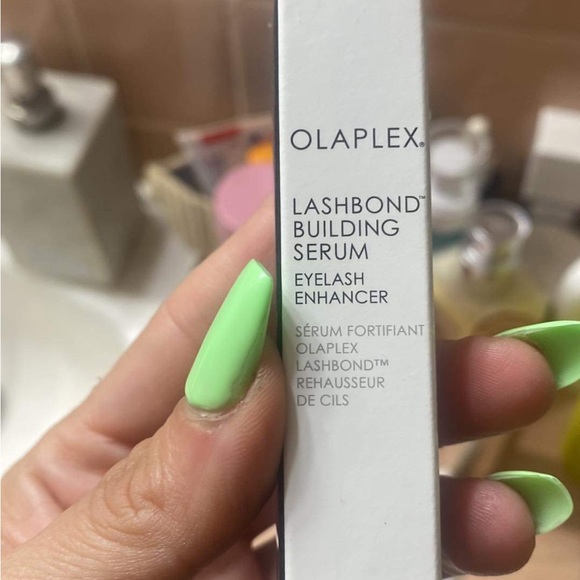 OLAPLEX®
LASHBOND™
BUILDING
SERUM
EYELASH
ENHANCER
SÉRUM FORTIFIANT
OLAPLEX
LASHBOND™
REHAUSSEUR
DE CILS